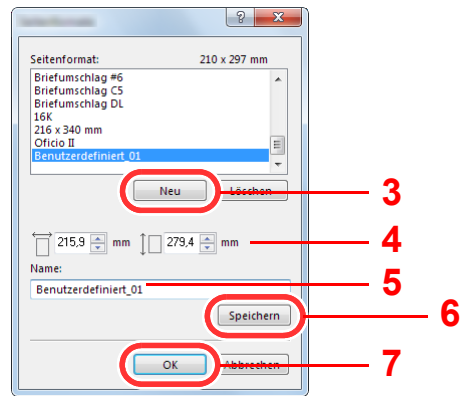 Seitenformat: 210 x 297 mm
Briefumschlag #6
Briefumschlag C5
Briefumschlag DL
16K
216 x 340 mm
Oficio II
Benutzerdefiniert_01
Neu Löschen 3
215,9 mm 279,4 mm 4
Name:
Benutzerdefiniert_01 5
Speichern 6
OK Abbrechen 7